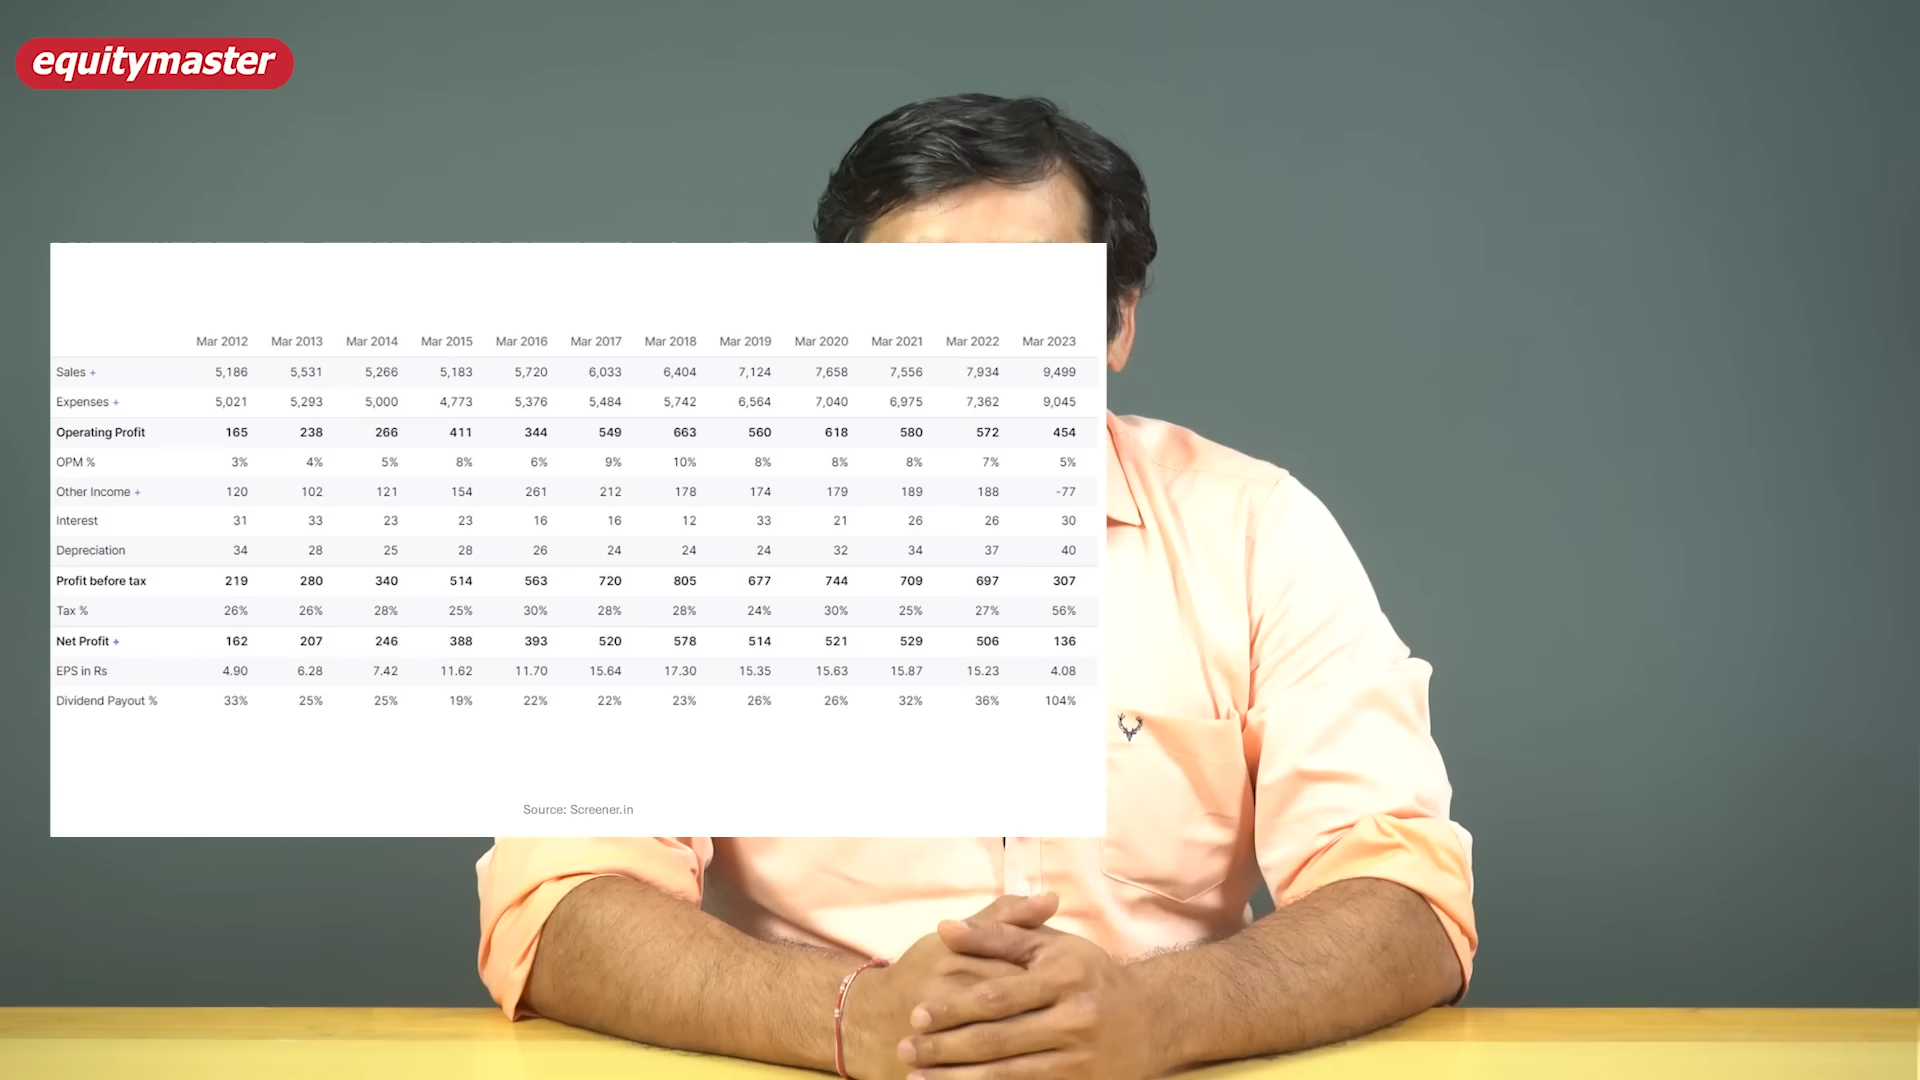 equitymaster
Mar 2012 Mar 2013 Mar 2014 Mar 2015 Mar 2016 Mar 2017 Mar 2018 Mar 2019 Mar 2020 Mar 2021 Mar 2022 Mar 2023
Sales + 5,186 5,531 5,266 5,183 5,720 6,033 6,404 7,124 7,658 7,556 7,934 9,499
Expenses + 5,021 5,293 5,000 4,773 5,376 5,484 5,742 6,564 7,040 6,975 7,362 9,045
Operating Profit 165 238 266 411 344 549 663 560 618 580 572 454
OPM % 3% 4% 5% 8% 6% 9% 10% 8% 8% 8% 7% 5%
Other Income + 120 102 121 154 261 212 178 174 179 189 188 -77
Interest 31 33 23 23 16 16 12 33 21 26 26 30
Depreciation 34 28 25 28 26 24 24 24 32 34 37 40
Profit before tax 219 280 340 514 563 720 805 677 744 709 697 307
Tax % 26% 26% 28% 25% 30% 28% 28% 24% 30% 25% 27% 56%
Net Profit + 162 207 246 388 393 520 578 514 521 529 506 136
EPS in Rs 4.90 6.28 7.42 11.62 11.70 15.64 17.30 15.35 15.63 15.87 15.23 4.08
Dividend Payout % 33% 25% 25% 19% 22% 22% 23% 26% 26% 32% 36% 104%
Source: Screener.in